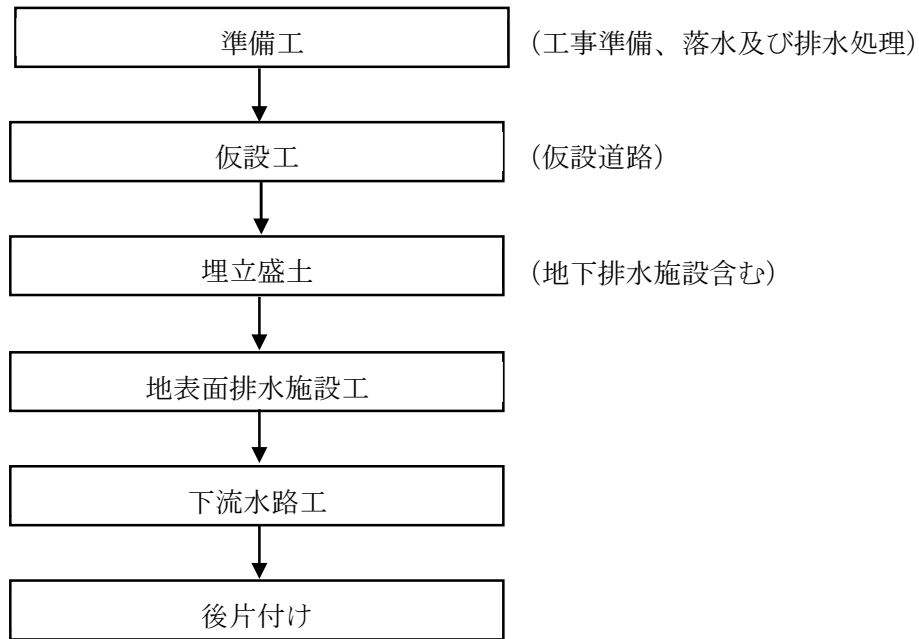 準備工
(工事準備、落水及び排水処理)
仮設工
(仮設道路)
埋立盛土
(地下排水施設含む)
地表面排水施設工
下流水路工
後片付け